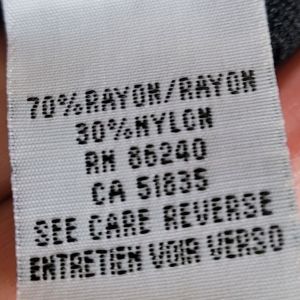 70%RAYON/RAYON
30%NYLON
RN 86240
CA 51835
SEE CARE REVERSE
ENTRETIEN VOIR VERSO